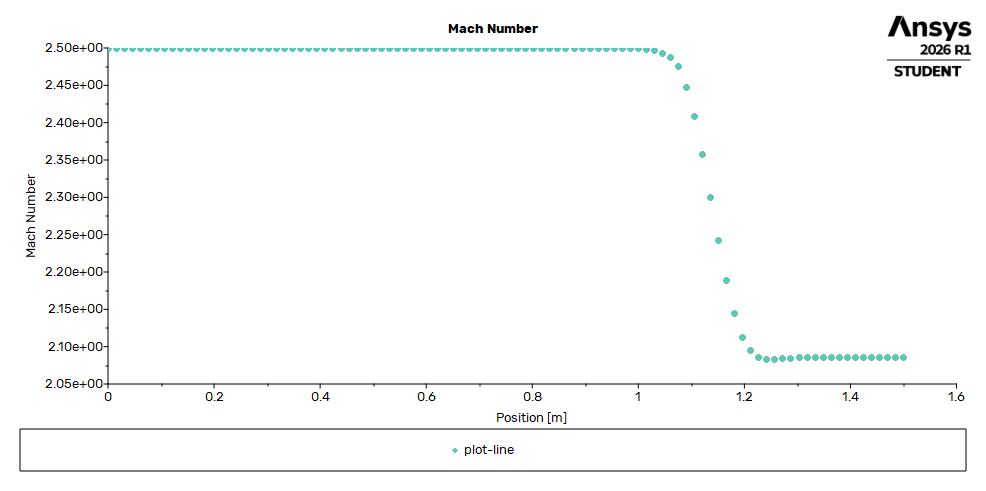 Mach Number
Ansys
2026 R1
STUDENT
2.50e+00
2.45e+00
2.40e+00
2.35e+00
2.30e+00
2.25e+00
2.20e+00
2.15e+00
2.10e+00
2.05e+00
Mach Number
0 0.2 0.4 0.6 0.8 1 1.2 1.4 1.6
Position [m]
plot-line